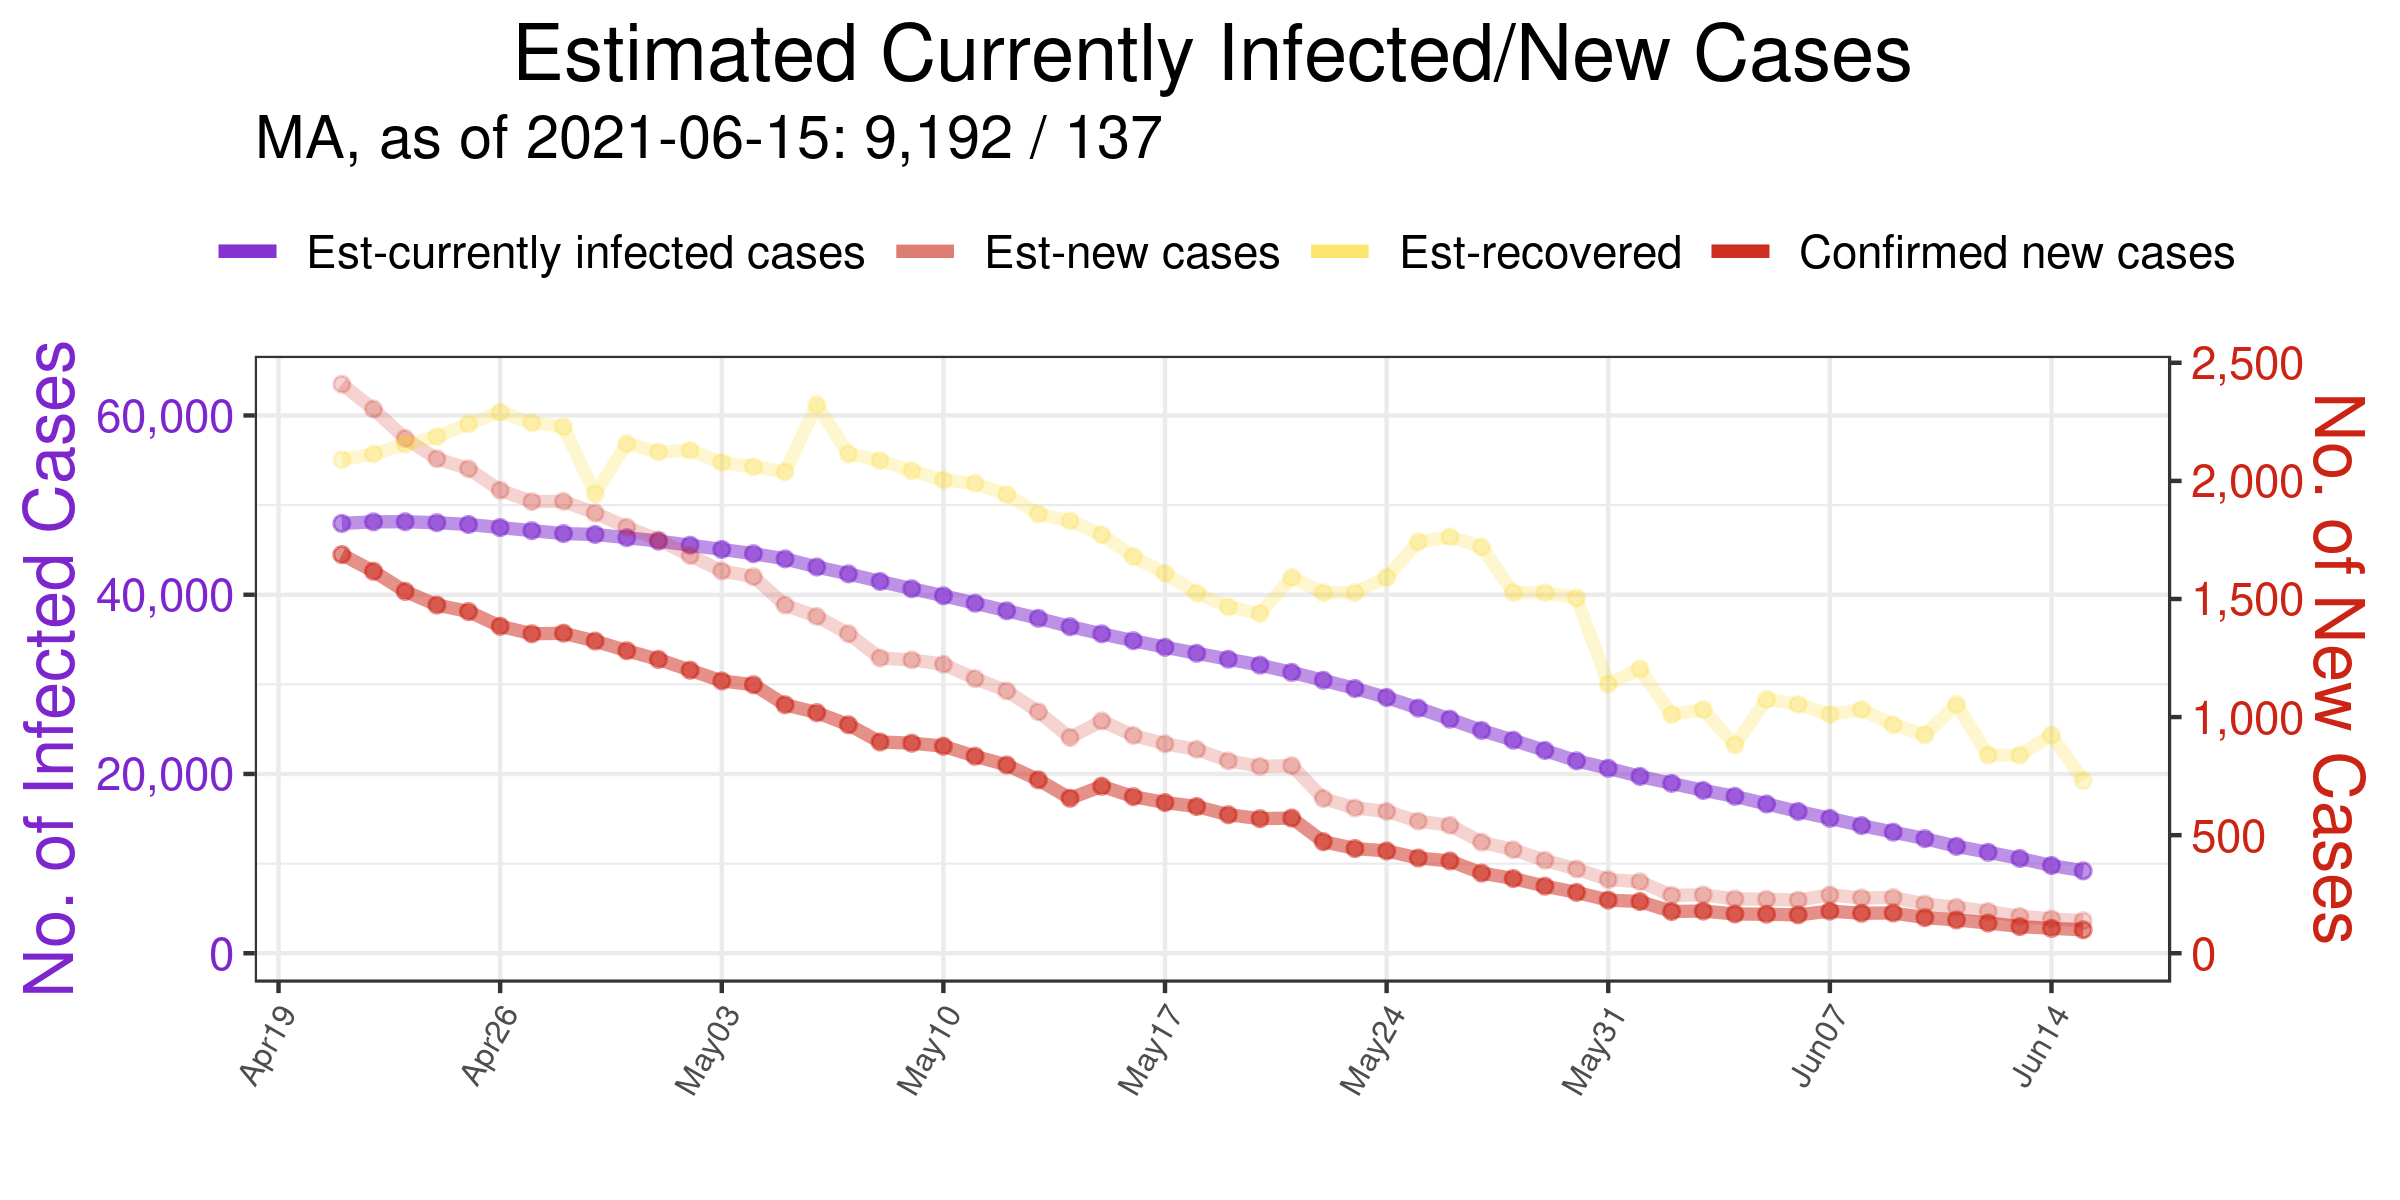 Estimated Currently Infected/New Cases
MA, as of 2021-06-15: 9,192 / 137
Est-currently infected cases Est-new cases Est-recovered Confirmed new cases
No. of Infected Cases
60,000
40,000
20,000
0
2,500
2,000
1,500
1,000
500
0
No. of New Cases
Apr19 Apr26 May03 May10 May17 May24 May31 Jun07 Jun14